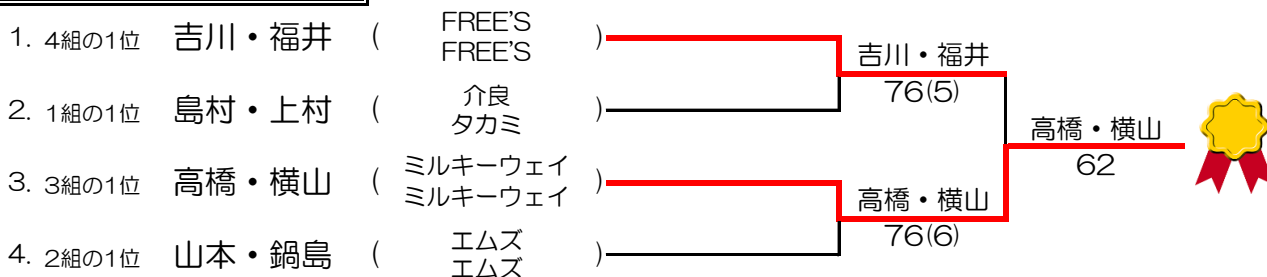 1. 4組の1位 吉川・福井 ( FREE'S
FREE'S )
吉川・福井
76(5)
2. 1組の1位 島村・上村 ( 介良
タカミ )
高橋・横山
62
3. 3組の1位 高橋・横山 ( ミルキーウェイ
ミルキーウェイ )
高橋・横山
76(6)
4. 2組の1位 山本・鍋島 ( エムズ
エムズ )